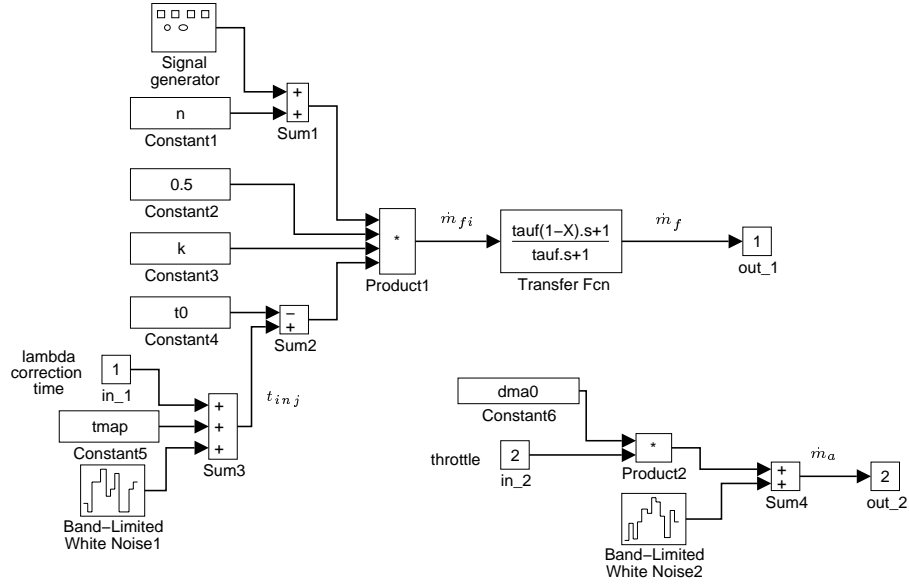 Signal
generator
+
+
Sum1
n
Constant1
0.5
Constant2
k
Constant3
*
Product1
ṁ_fi
tauf(1−X).s+1
tauf.s+1
Transfer Fcn
ṁ_f
1
out_1
t0
Constant4
−
+
Sum2
lambda
correction
time
1
in_1
tmap
Constant5
+
+
+
Sum3
t_inj
Band−Limited
White Noise1
dma0
Constant6
throttle
2
in_2
*
Product2
Band−Limited
White Noise2
+
+
Sum4
ṁ_a
2
out_2